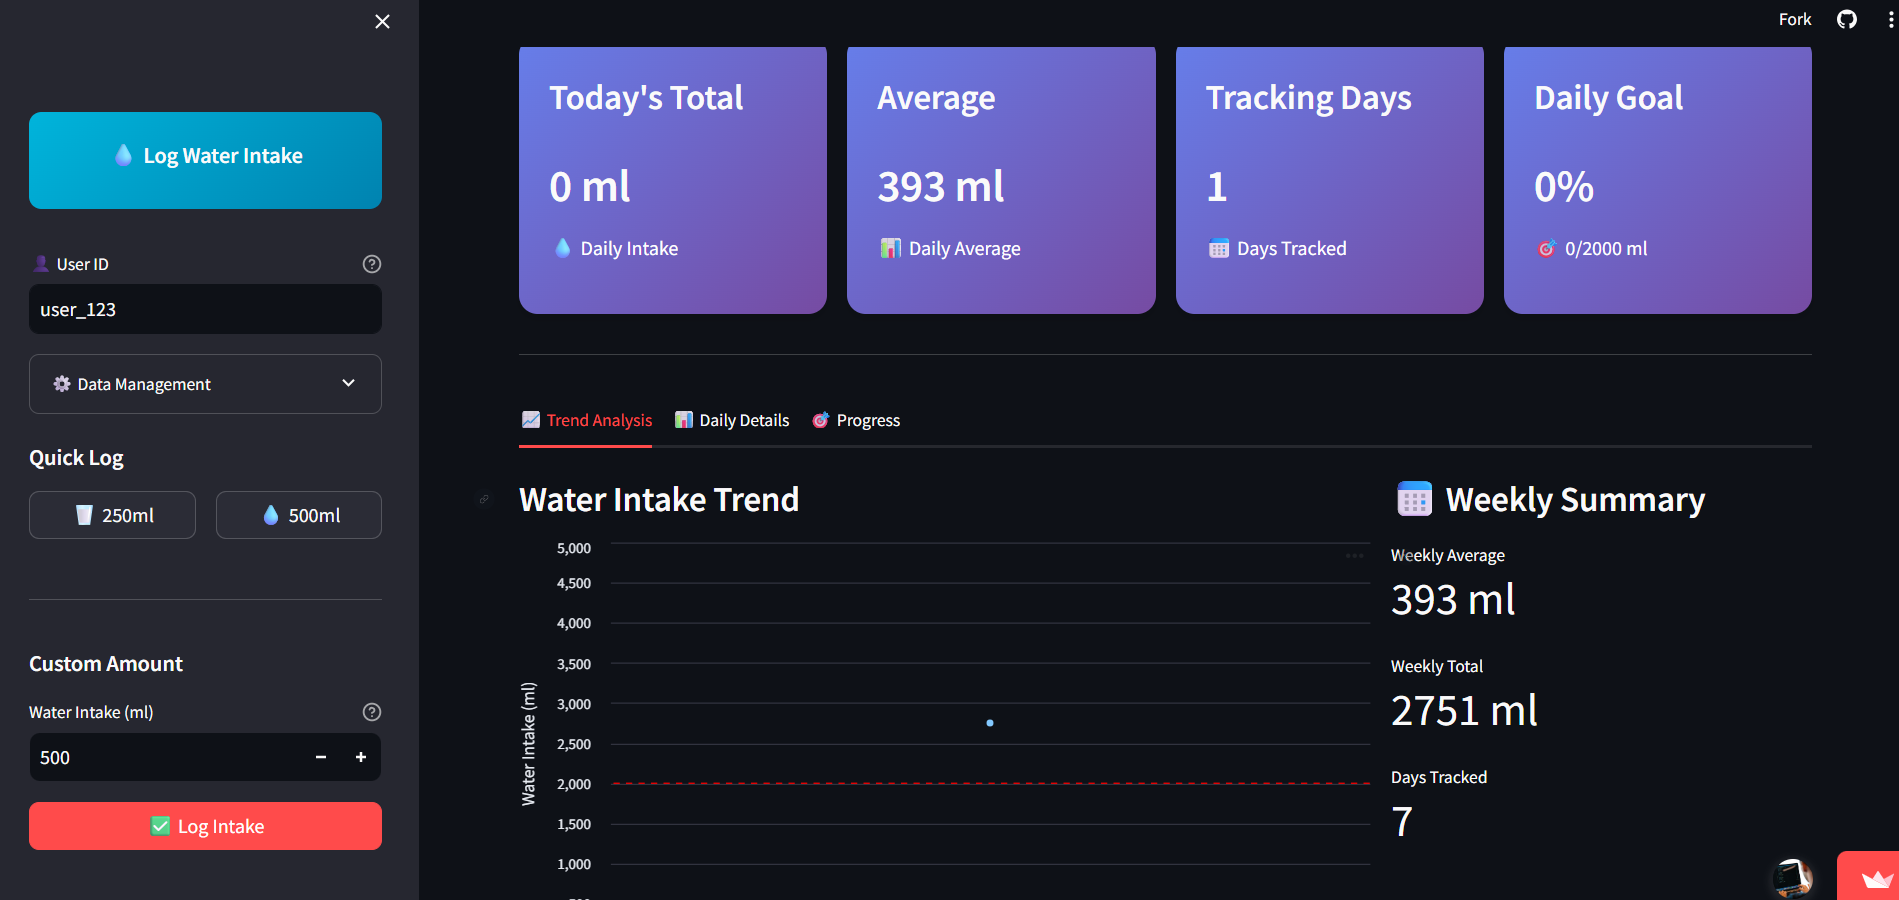 Fork
Log Water Intake
User ID
user_123
Data Management
Quick Log
250ml
500ml
Custom Amount
Water Intake (ml)
500
Log Intake
Today's Total
0 ml
Daily Intake
Average
393 ml
Daily Average
Tracking Days
1
Days Tracked
Daily Goal
0%
0/2000 ml
Trend Analysis
Daily Details
Progress
Water Intake Trend
Water Intake (ml)
5,000
4,500
4,000
3,500
3,000
2,500
2,000
1,500
1,000
Weekly Summary
Weekly Average
393 ml
Weekly Total
2751 ml
Days Tracked
7